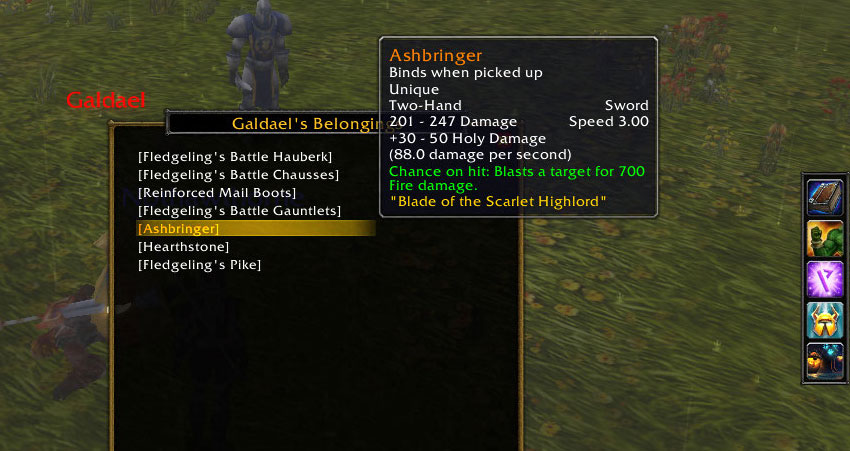 Ashbringer
Binds when picked up
Unique
Two-Hand Sword
201 - 247 Damage Speed 3.00
+30 - 50 Holy Damage
(88.0 damage per second)
Chance on hit: Blasts a target for 700
Fire damage.
"Blade of the Scarlet Highlord"
Galdael
Galdael's Belongin
[Fledgeling's Battle Hauberk]
[Fledgeling's Battle Chausses]
[Reinforced Mail Boots]
[Fledgeling's Battle Gauntlets]
[Ashbringer]
[Hearthstone]
[Fledgeling's Pike]